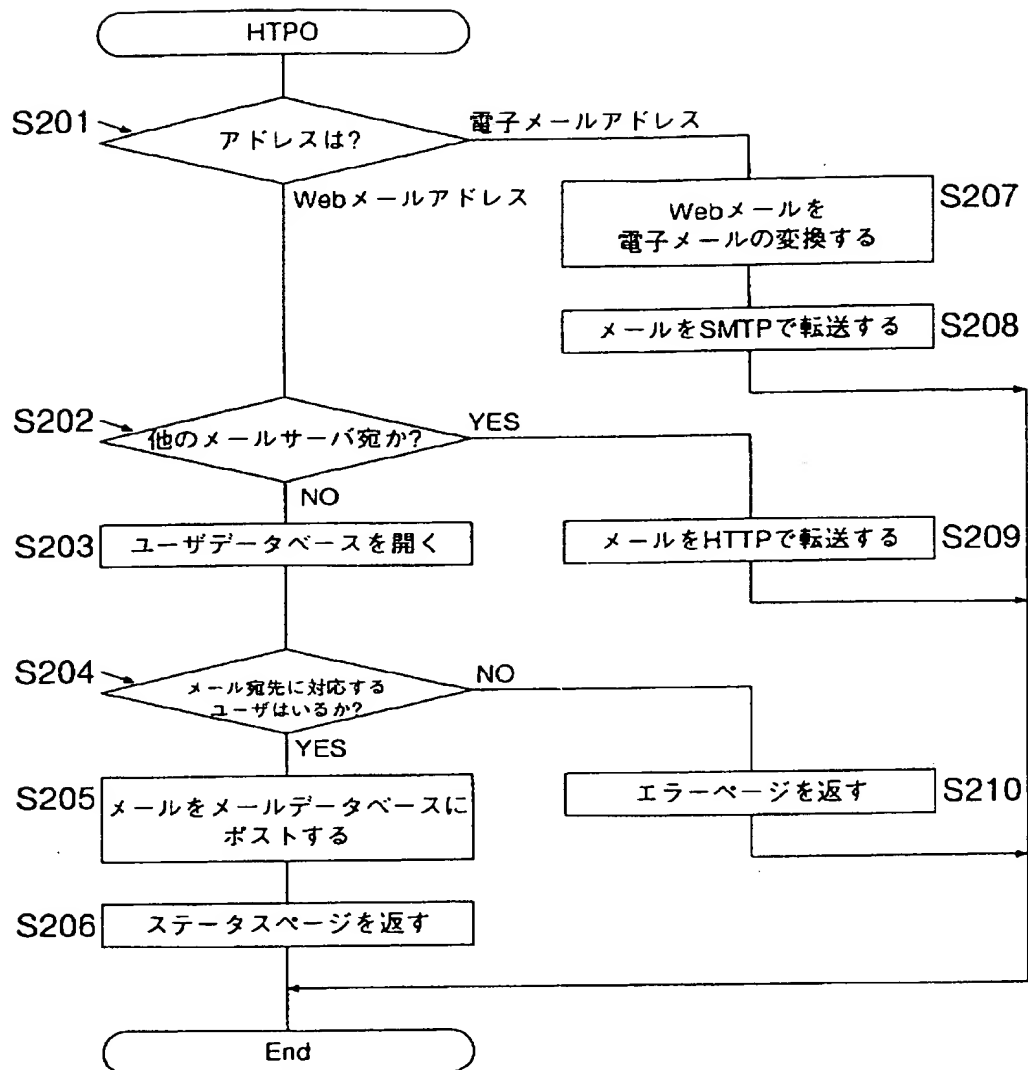 HTPO
S201
アドレスは?
電子メールアドレス
Webメールアドレス
Webメールを
電子メールの変換する
S207
メールをSMTPで転送する
S208
S202
他のメールサーバ宛か?
YES
NO
S203
ユーザデータベースを開く
メールをHTTPで転送する
S209
S204
メール宛先に対応する
ユーザはいるか?
NO
YES
S205
メールをメールデータベースに
ポストする
エラーページを返す
S210
S206
ステータスページを返す
End